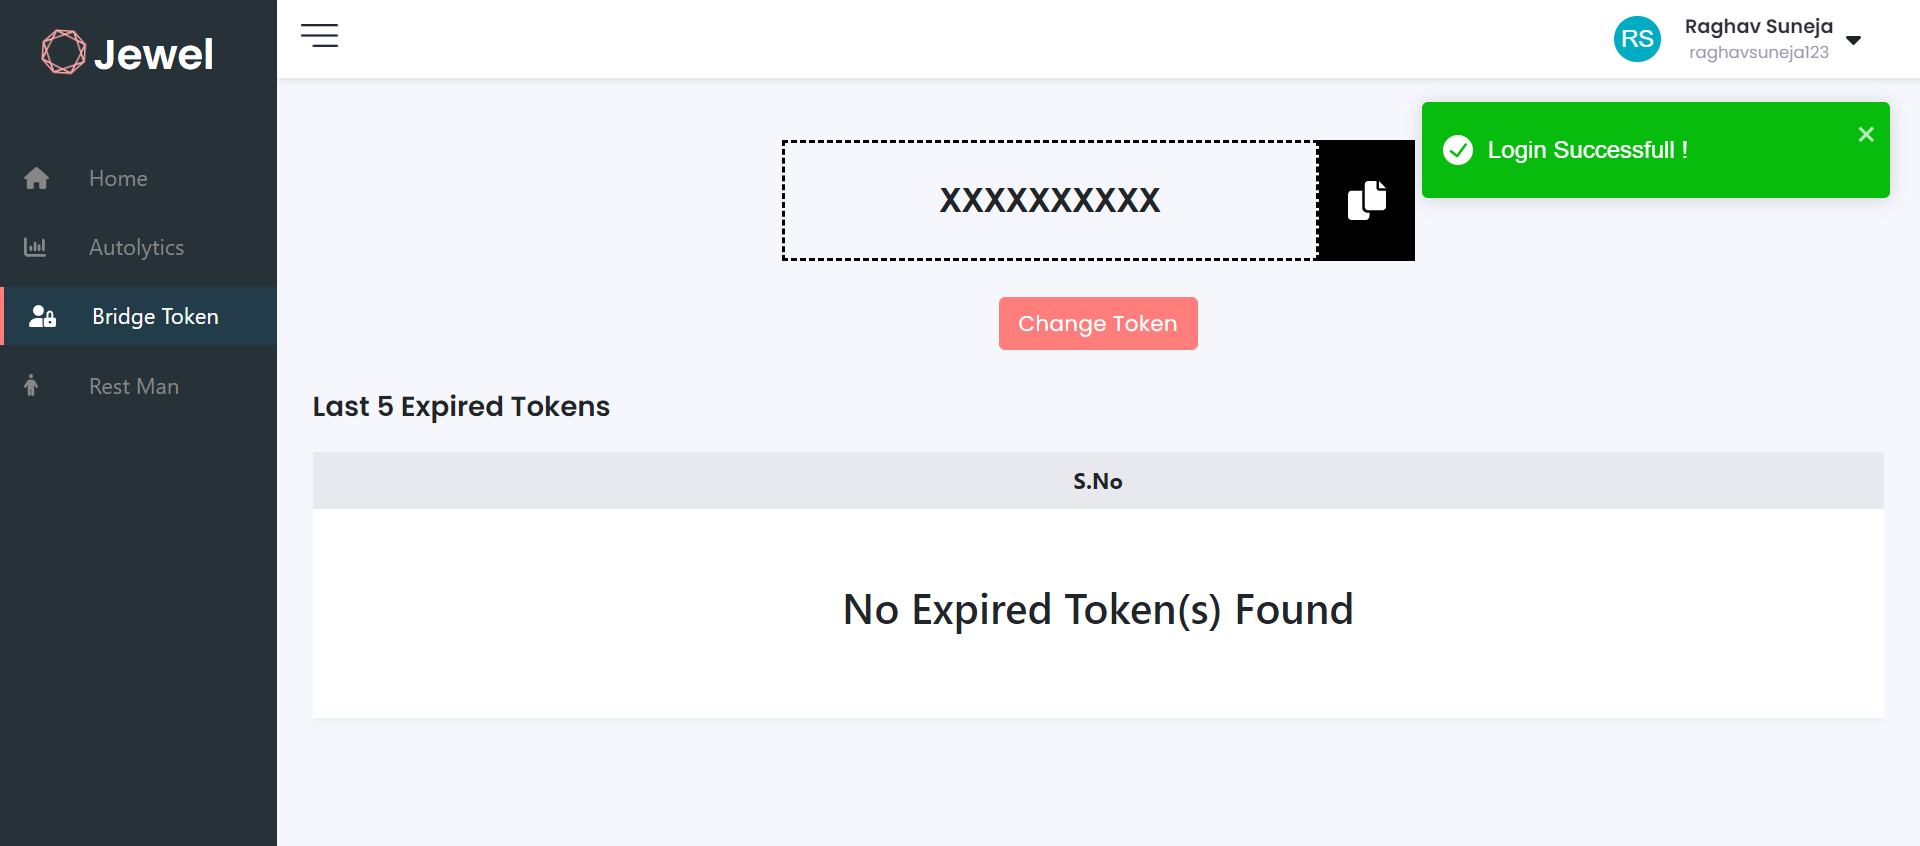 Jewel
Home
Autolytics
Bridge Token
Rest Man
RS
Raghav Suneja
raghavsuneja123
Login Successfull !
XXXXXXXXXX
Change Token
Last 5 Expired Tokens
S.No
No Expired Token(s) Found